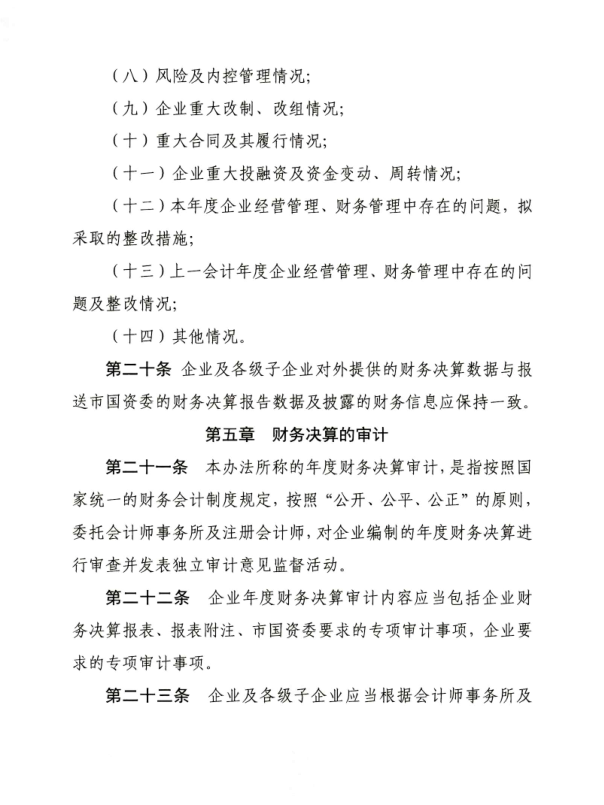 （八）风险及内控管理情况；
（九）企业重大改制、改组情况；
（十）重大合同及其履行情况；
（十一）企业重大投融资及资金变动、周转情况；
（十二）本年度企业经营管理、财务管理中存在的问题，拟
采取的整改措施；
（十三）上一会计年度企业经营管理、财务管理中存在的问
题及整改情况；
（十四）其他情况。
第二十条 企业及各级子企业对外提供的财务决算数据与报
送市国资委的财务决算报告数据及披露的财务信息应保持一致。
第五章 财务决算的审计
第二十一条 本办法所称的年度财务决算审计，是指按照国
家统一的财务会计制度规定，按照“公开、公平、公正”的原则，
委托会计师事务所及注册会计师，对企业编制的年度财务决算进
行审查并发表独立审计意见监督活动。
第二十二条 企业年度财务决算审计内容应当包括企业财
务决算报表、报表附注、市国资委要求的专项审计事项，企业要
求的专项审计事项。
第二十三条 企业及各级子企业应当根据会计师事务所及